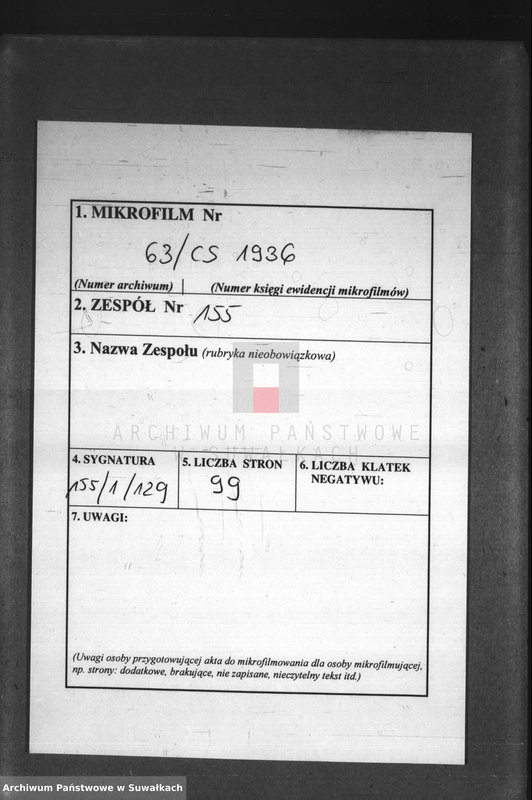 1. MIKROFILM Nr
63/CS 1936
(Numer archiwum) (Numer księgi ewidencji mikrofilmów)
2. ZESPÓŁ Nr 155
3. Nazwa Zespołu (rubryka nieobowiązkowa)
ARCHIWUM PAŃSTWOWE
SUWAŁKACH
4. SYGNATURA
155/1/129
5. LICZBA STRON
99
6. LICZBA KLATEK
NEGATYWU:
7. UWAGI:
(Uwagi osoby przygotowującej akta do mikrofilmowania dla osoby mikrofilmującej,
np. strony: dodatkowe, brakujące, nie zapisane, nieczytelny tekst itd.)
Archiwum Państwowe w Suwałkach